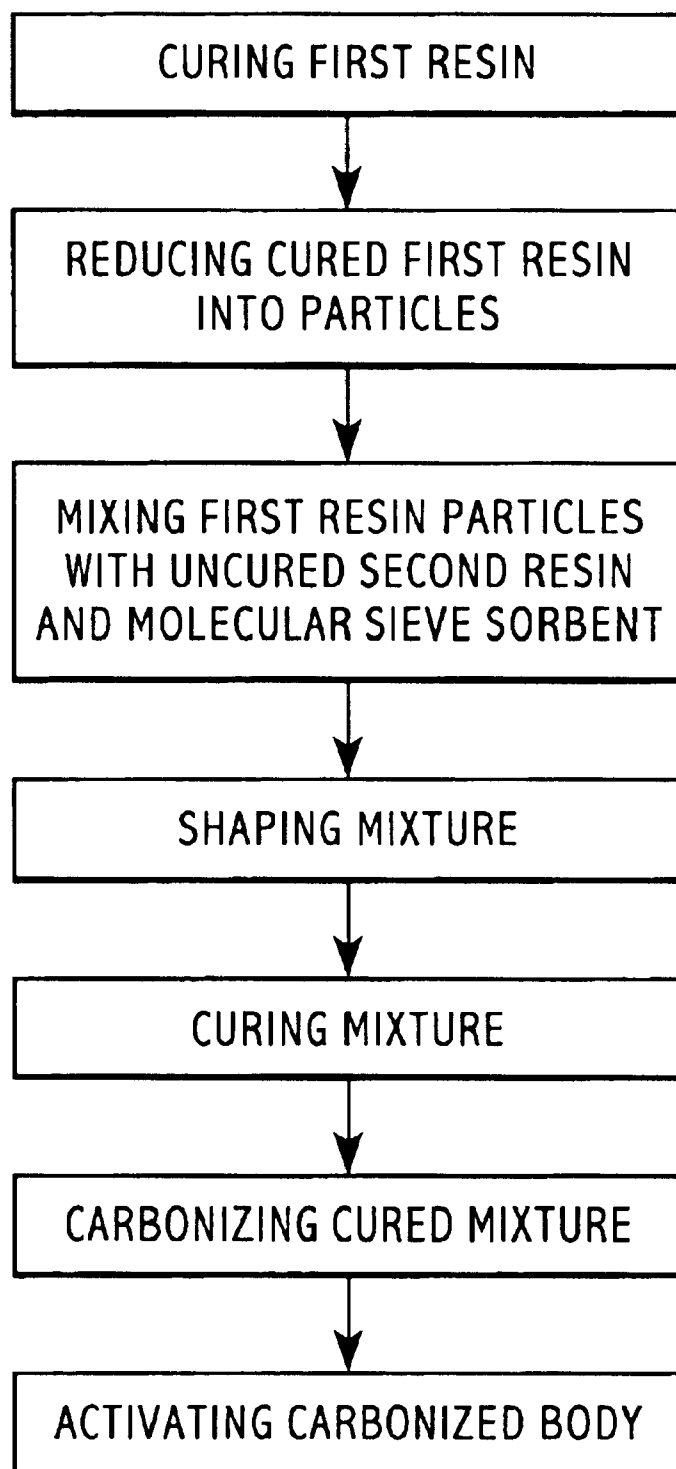 CURING FIRST RESIN
REDUCING CURED FIRST RESIN
INTO PARTICLES
MIXING FIRST RESIN PARTICLES
WITH UNCURED SECOND RESIN
AND MOLECULAR SIEVE SORBENT
SHAPING MIXTURE
CURING MIXTURE
CARBONIZING CURED MIXTURE
ACTIVATING CARBONIZED BODY